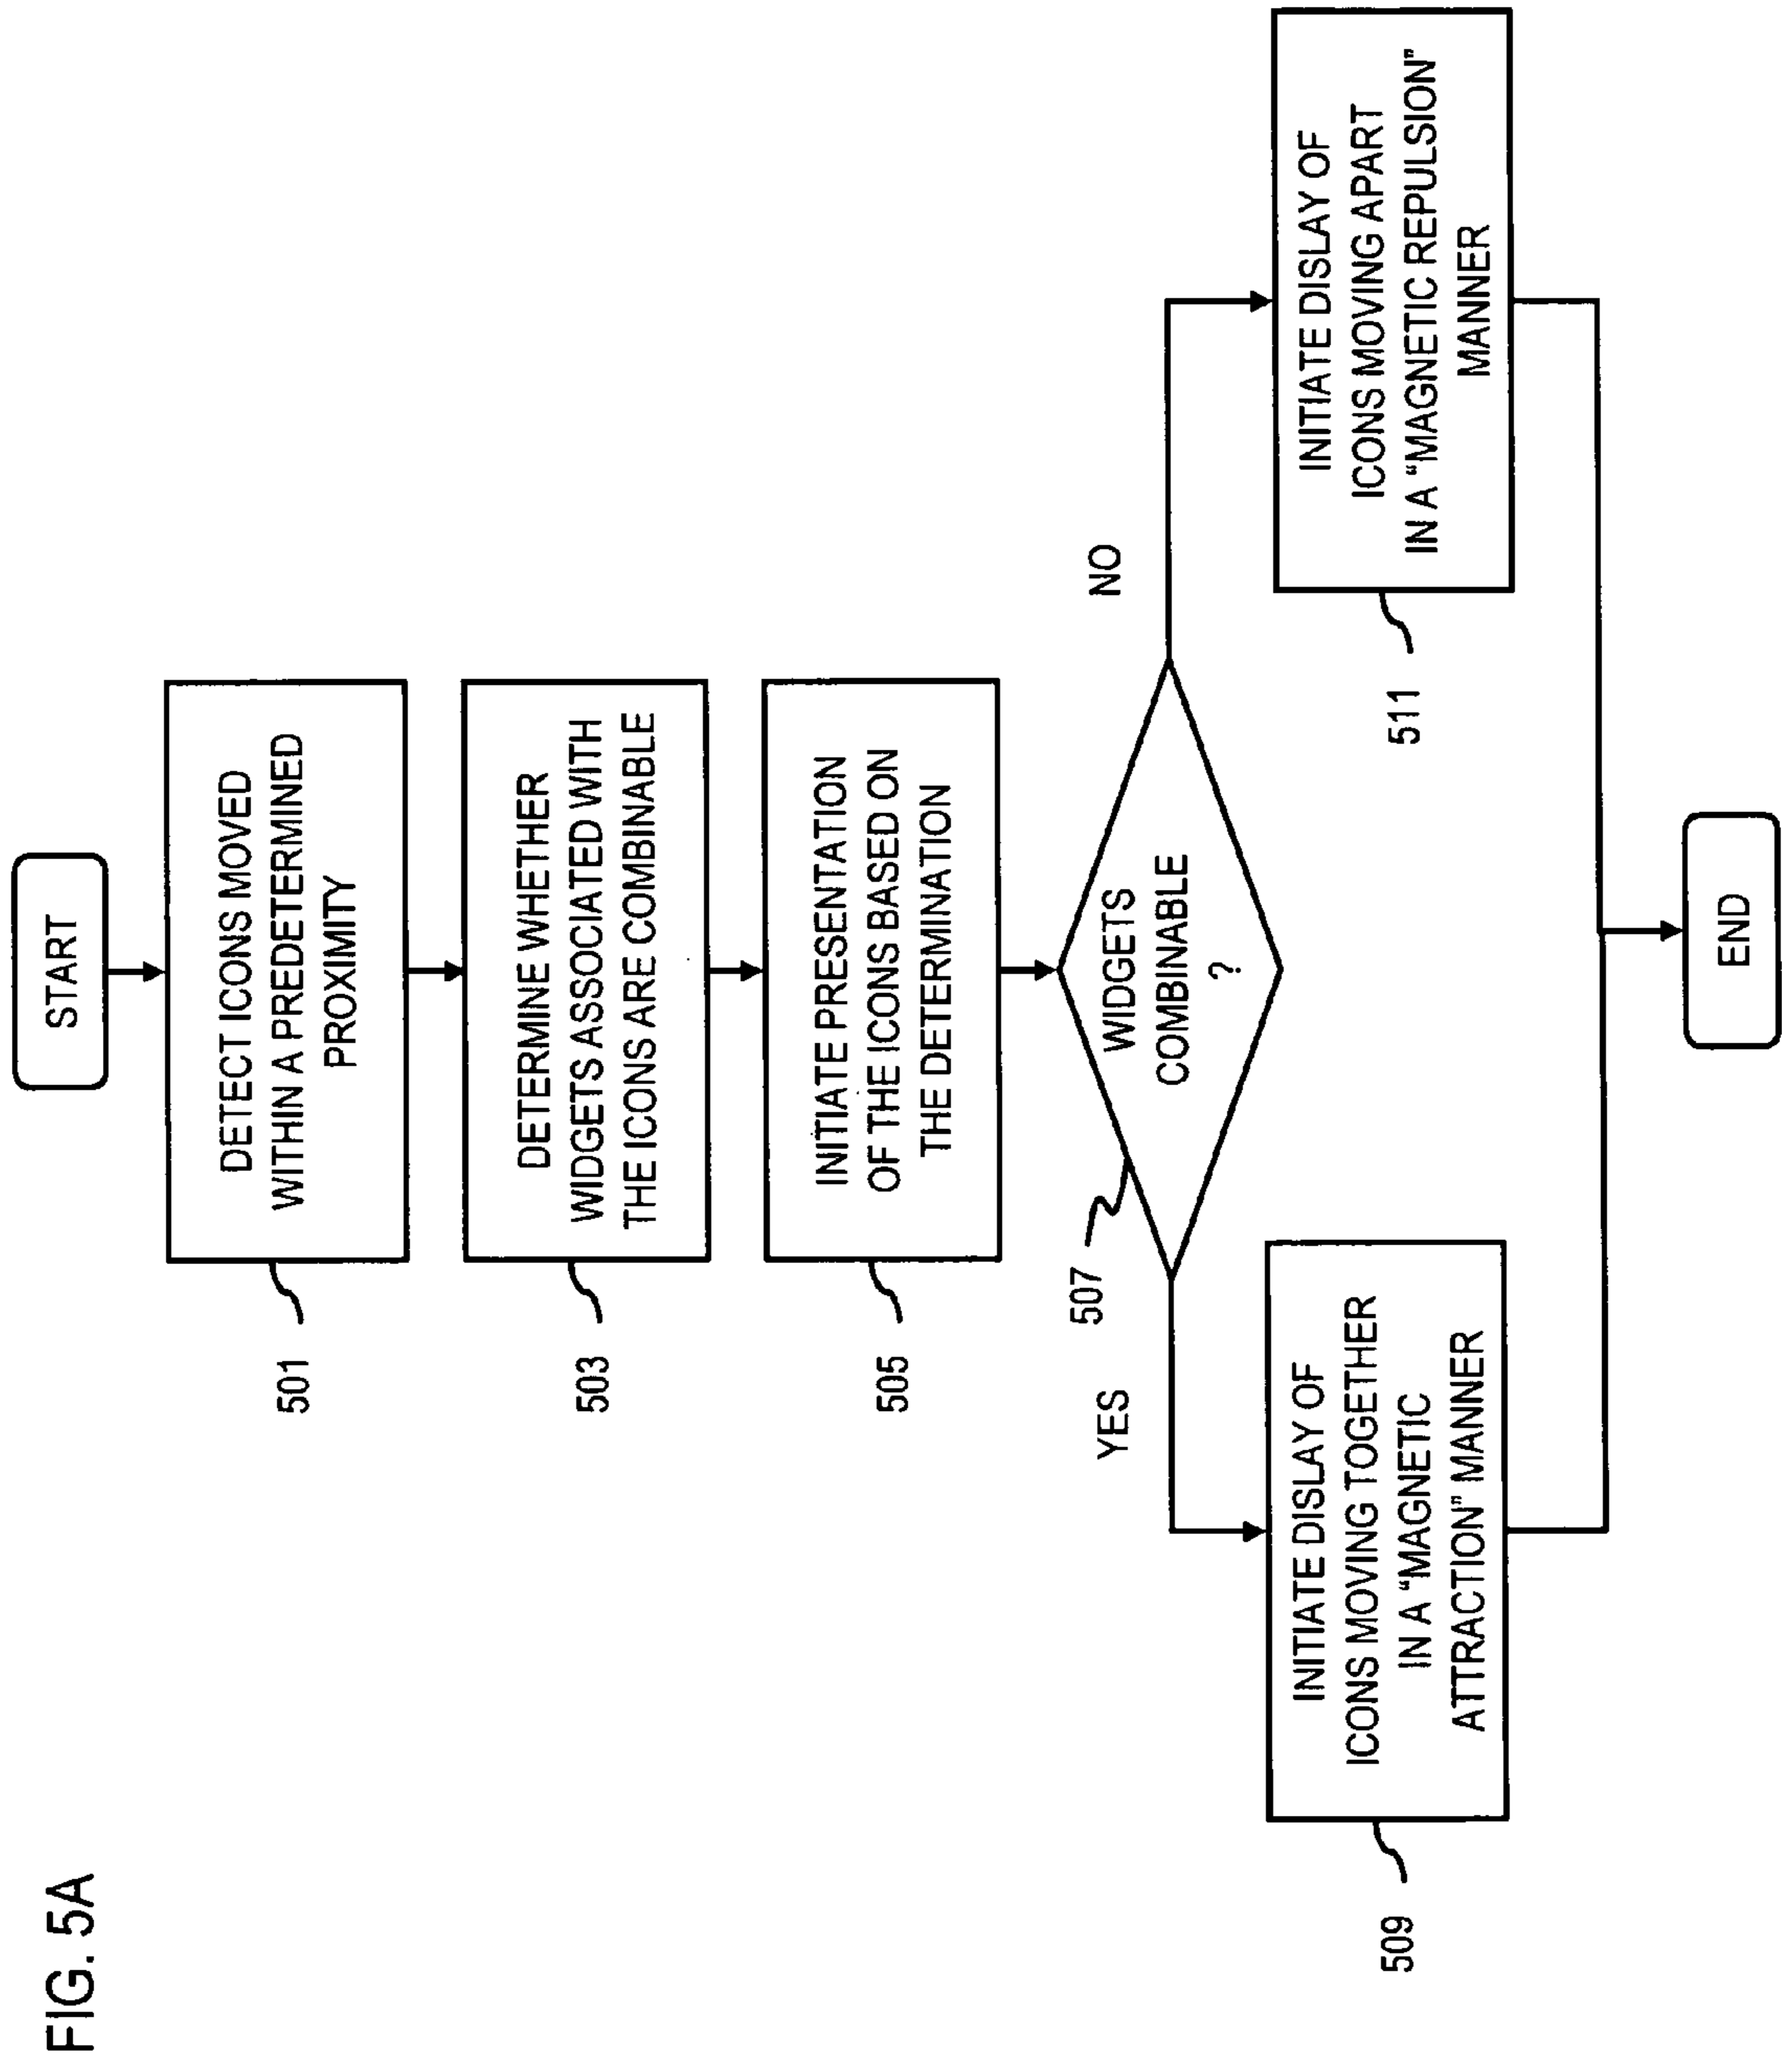 FIG. 5A
START
DETECT ICONS MOVED
WITHIN A PREDETERMINED
PROXIMITY
501
DETERMINE WHETHER
WIDGETS ASSOCIATED WITH
THE ICONS ARE COMBINABLE
503
INITIATE PRESENTATION
OF THE ICONS BASED ON
THE DETERMINATION
505
WIDGETS
COMBINABLE
?
507
YES
NO
INITIATE DISLAY OF
ICONS MOVING TOGETHER
IN A “MAGNETIC
ATTRACTION” MANNER
509
INITIATE DISLAY OF
ICONS MOVING APART
IN A “MAGNETIC REPULSION”
MANNER
511
END